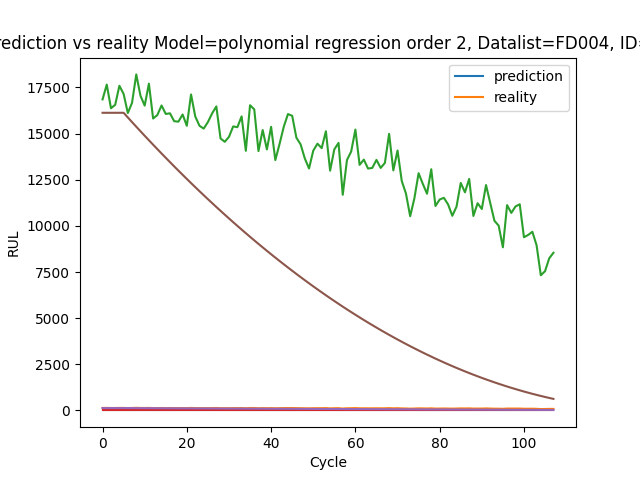 rediction vs reality Model=polynomial regression order 2, Datalist=FD004, ID=
prediction
reality
RUL
17500
15000
12500
10000
7500
5000
2500
0
0 20 40 60 80 100
Cycle